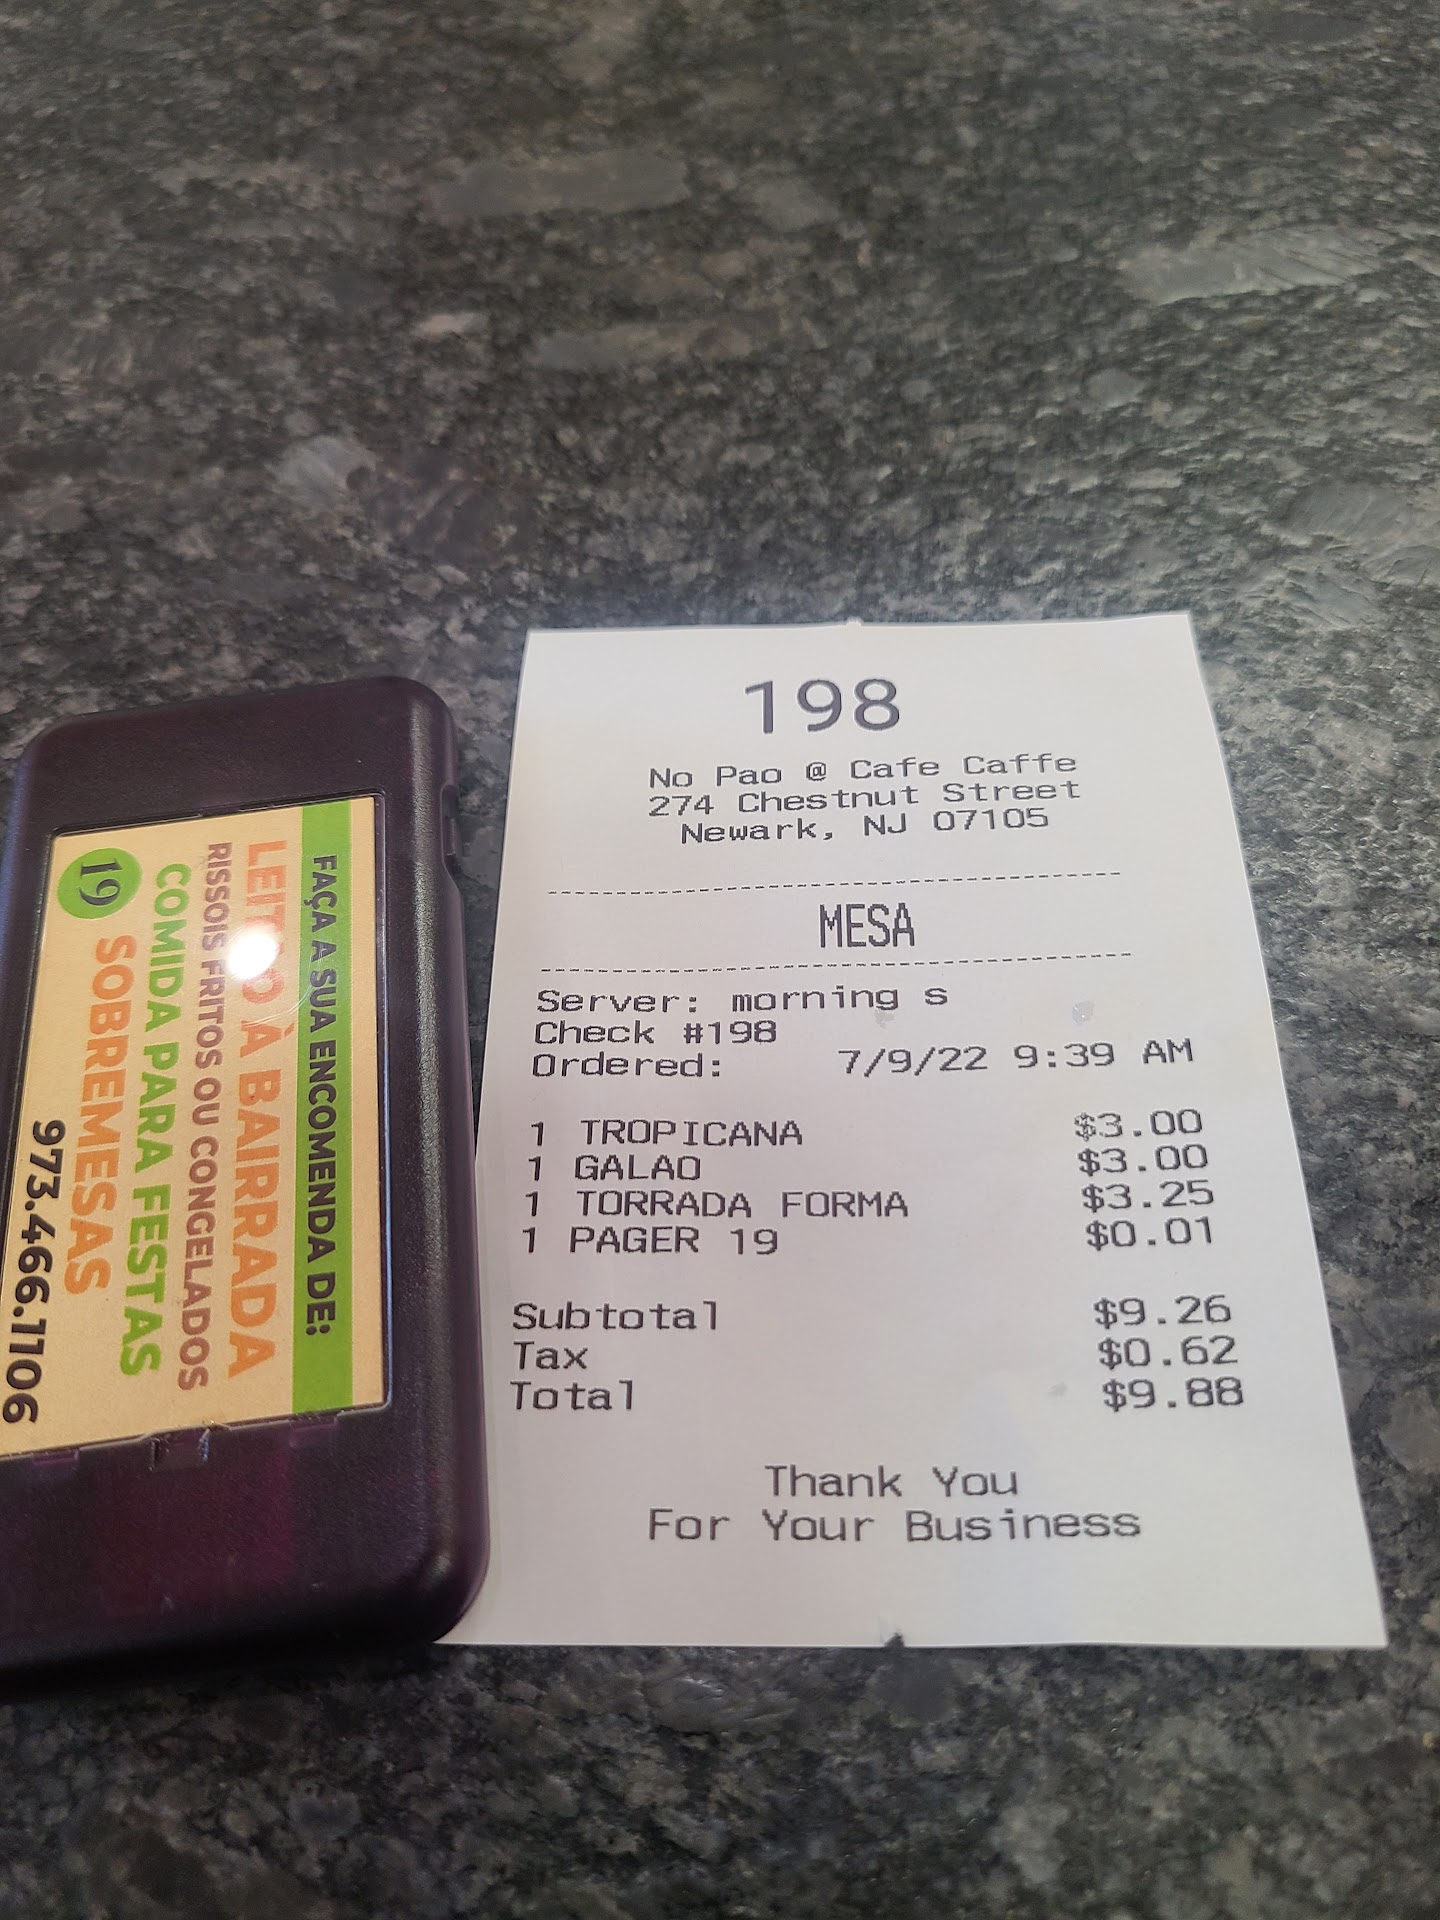 FAÇA A SUA ENCOMENDA DE:
LEITÃO À BAIRRADA
RISSOIS FRITOS OU CONGELADOS
COMIDA PARA FESTAS
19 SOBREMESAS
973.466.1106
198
No Pao @ Cafe Caffe
274 Chestnut Street
Newark, NJ 07105
MESA
Server: morning s
Check #198
Ordered: 7/9/22 9:39 AM
1 TROPICANA $3.00
1 GALAO $3.00
1 TORRADA FORMA $3.25
1 PAGER 19 $0.01
Subtotal $9.26
Tax $0.62
Total $9.88
Thank You
For Your Business